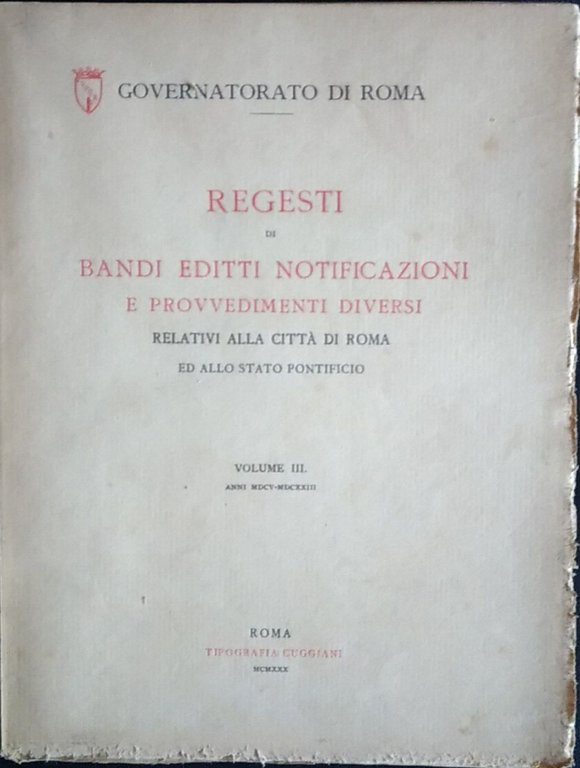 GOVERNATORATO DI ROMA
REGESTI
DI
BANDI EDITTI NOTIFICAZIONI
E PROVVEDIMENTI DIVERSI
RELATIVI ALLA CITTÀ DI ROMA
ED ALLO STATO PONTIFICIO
VOLUME III.
ANNI MDCV-MDCXXIII
ROMA
TIPOGRAFIA CUGGIANI
MCMXXX